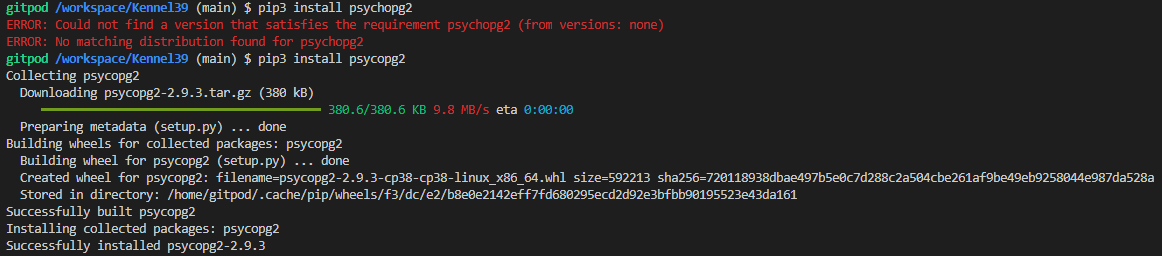 gitpod /workspace/Kennel39 (main) $ pip3 install psychopg2
ERROR: Could not find a version that satisfies the requirement psychopg2 (from versions: none)
ERROR: No matching distribution found for psychopg2
gitpod /workspace/Kennel39 (main) $ pip3 install psycopg2
Collecting psycopg2
  Downloading psycopg2-2.9.3.tar.gz (380 kB)
380.6/380.6 KB 9.8 MB/s eta 0:00:00
  Preparing metadata (setup.py) ... done
Building wheels for collected packages: psycopg2
  Building wheel for psycopg2 (setup.py) ... done
  Created wheel for psycopg2: filename=psycopg2-2.9.3-cp38-cp38-linux_x86_64.whl size=592213 sha256=720118938dbae497b5e0c7d288c2a504cbe261af9be49eb9258044e987da528a
  Stored in directory: /home/gitpod/.cache/pip/wheels/f3/dc/e2/b8e0e2142eff7fd680295ecd2d92e3bfbb90195523e43da161
Successfully built psycopg2
Installing collected packages: psycopg2
Successfully installed psycopg2-2.9.3